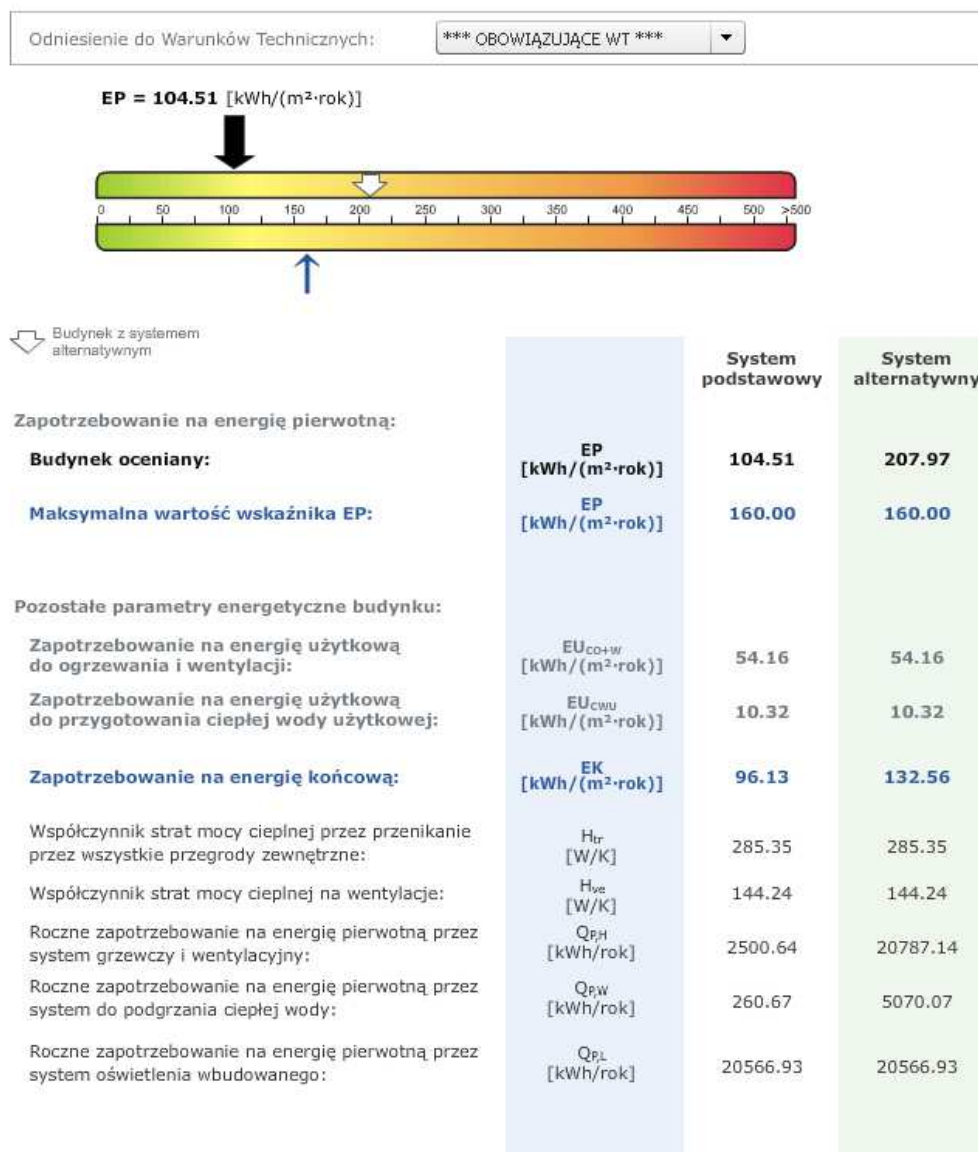 Odniesienie do Warunków Technicznych: *** OBOWIĄZUJĄCE WT ***
EP = 104.51 [kWh/(m²·rok)]
0 50 100 150 200 250 300 350 400 450 500 >500
Budynek z systemem
alternatywnym
System
podstawowy
System
alternatywny
Zapotrzebowanie na energię pierwotną:
Budynek oceniany:
EP
[kWh/(m²·rok)]
104.51 207.97
Maksymalna wartość wskaźnika EP:
EP
[kWh/(m²·rok)]
160.00 160.00
Pozostałe parametry energetyczne budynku:
Zapotrzebowanie na energię użytkową
do ogrzewania i wentylacji:
EUco+w
[kWh/(m²·rok)]
54.16 54.16
Zapotrzebowanie na energię użytkową
do przygotowania ciepłej wody użytkowej:
EUcwu
[kWh/(m²·rok)]
10.32 10.32
Zapotrzebowanie na energię końcową:
EK
[kWh/(m²·rok)]
96.13 132.56
Współczynnik strat mocy cieplnej przez przenikanie
przez wszystkie przegrody zewnętrzne:
Htr
[W/K]
285.35 285.35
Współczynnik strat mocy cieplnej na wentylacje:
Hve
[W/K]
144.24 144.24
Roczne zapotrzebowanie na energię pierwotną przez
system grzewczy i wentylacyjny:
QP,H
[kWh/rok]
2500.64 20787.14
Roczne zapotrzebowanie na energię pierwotną przez
system do podgrzania ciepłej wody:
QP,W
[kWh/rok]
260.67 5070.07
Roczne zapotrzebowanie na energię pierwotną przez
system oświetlenia wbudowanego:
QP,L
[kWh/rok]
20566.93 20566.93